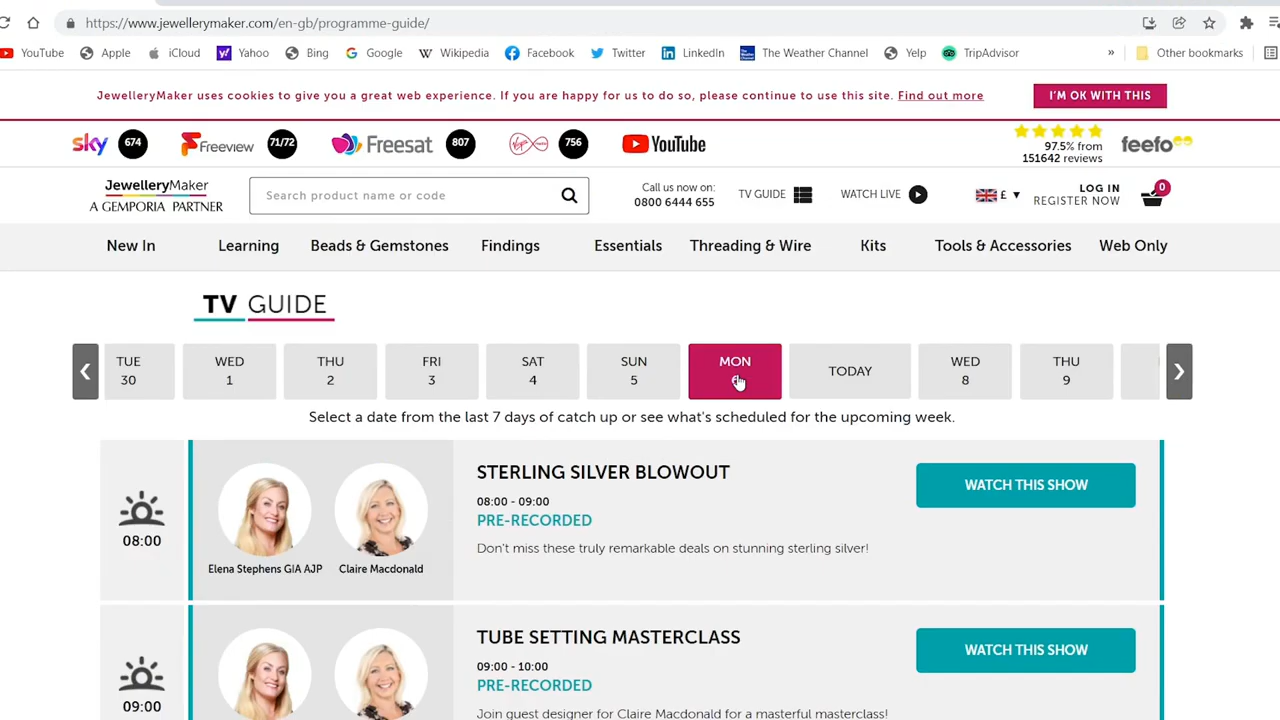 https://www.jewellerymaker.com/en-gb/programme-guide/
YouTube Apple iCloud Yahoo Bing Google Wikipedia Facebook Twitter LinkedIn The Weather Channel Yelp TripAdvisor » Other bookmarks
JewelleryMaker uses cookies to give you a great web experience. If you are happy for us to do so, please continue to use this site. Find out more
I'M OK WITH THIS
sky 674 Freeview 71/72 Freesat 807 756 YouTube
97.5% from
151642 reviews
feefo
JewelleryMaker
A GEMPORIA PARTNER
Search product name or code
Call us now on:
0800 6444 655
TV GUIDE
WATCH LIVE
£ ▼
LOG IN
REGISTER NOW
0
New In Learning Beads & Gemstones Findings Essentials Threading & Wire Kits Tools & Accessories Web Only
TV GUIDE
TUE WED THU FRI SAT SUN MON TODAY WED THU
30 1 2 3 4 5 8 9
Select a date from the last 7 days of catch up or see what's scheduled for the upcoming week.
08:00
Elena Stephens GIA AJP
Claire Macdonald
STERLING SILVER BLOWOUT
08:00 - 09:00
PRE-RECORDED
Don't miss these truly remarkable deals on stunning sterling silver!
WATCH THIS SHOW
09:00
TUBE SETTING MASTERCLASS
09:00 - 10:00
PRE-RECORDED
Join guest designer for Claire Macdonald for a masterful masterclass!
WATCH THIS SHOW